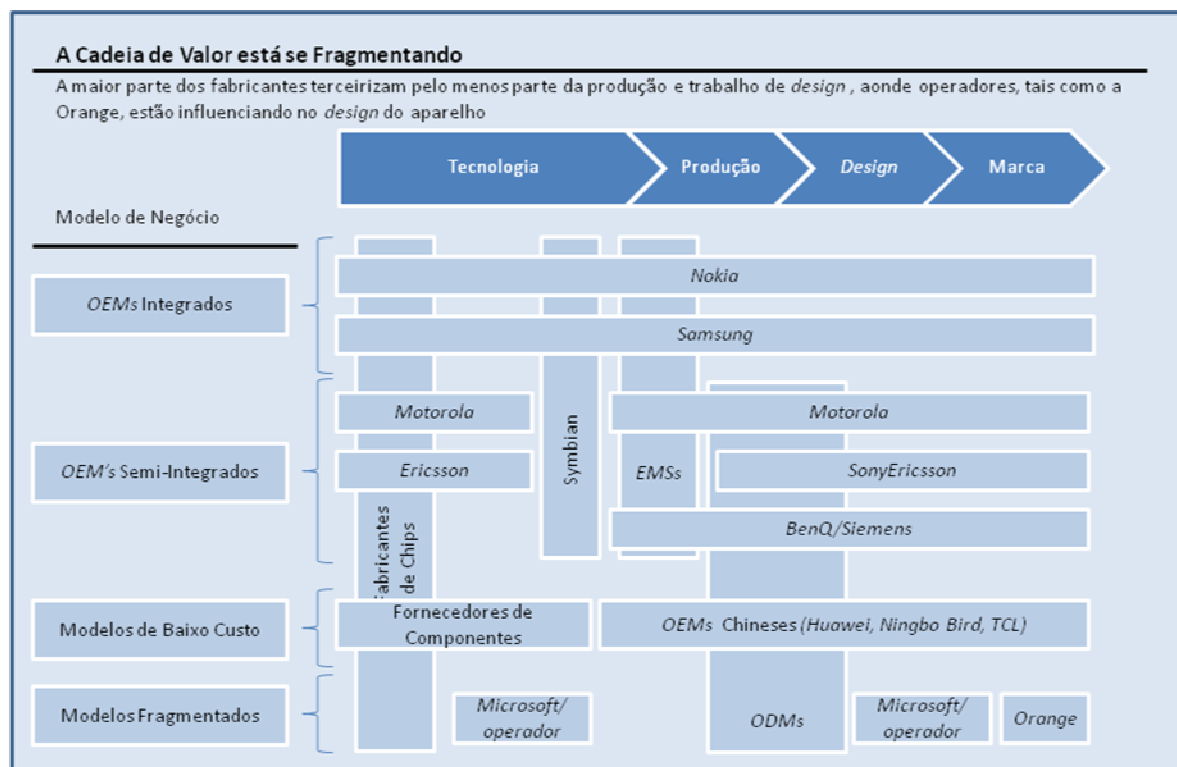 A Cadeia de Valor está se Fragmentando
A maior parte dos fabricantes terceirizam pelo menos parte da produção e trabalho de design , aonde operadores, tais como a
Orange, estão influenciando no design do aparelho
Tecnologia
Produção
Design
Marca
Modelo de Negócio
OEMs Integrados
Nokia
Samsung
OEM's Semi-Integrados
Motorola
Motorola
Ericsson
Symbian
EMSs
SonyEricsson
BenQ/Siemens
Fabricantes
de Chips
Modelos de Baixo Custo
Fornecedores de
Componentes
OEMs Chineses (Huawei, Ningbo Bird, TCL)
Modelos Fragmentados
Microsoft/
operador
ODMs
Microsoft/
operador
Orange